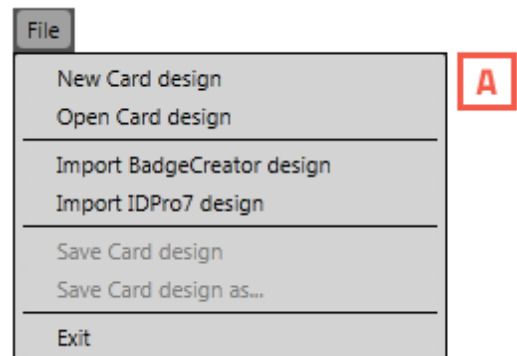 File
New Card design
A
Open Card design
Import BadgeCreator design
Import IDPro7 design
Save Card design
Save Card design as...
Exit